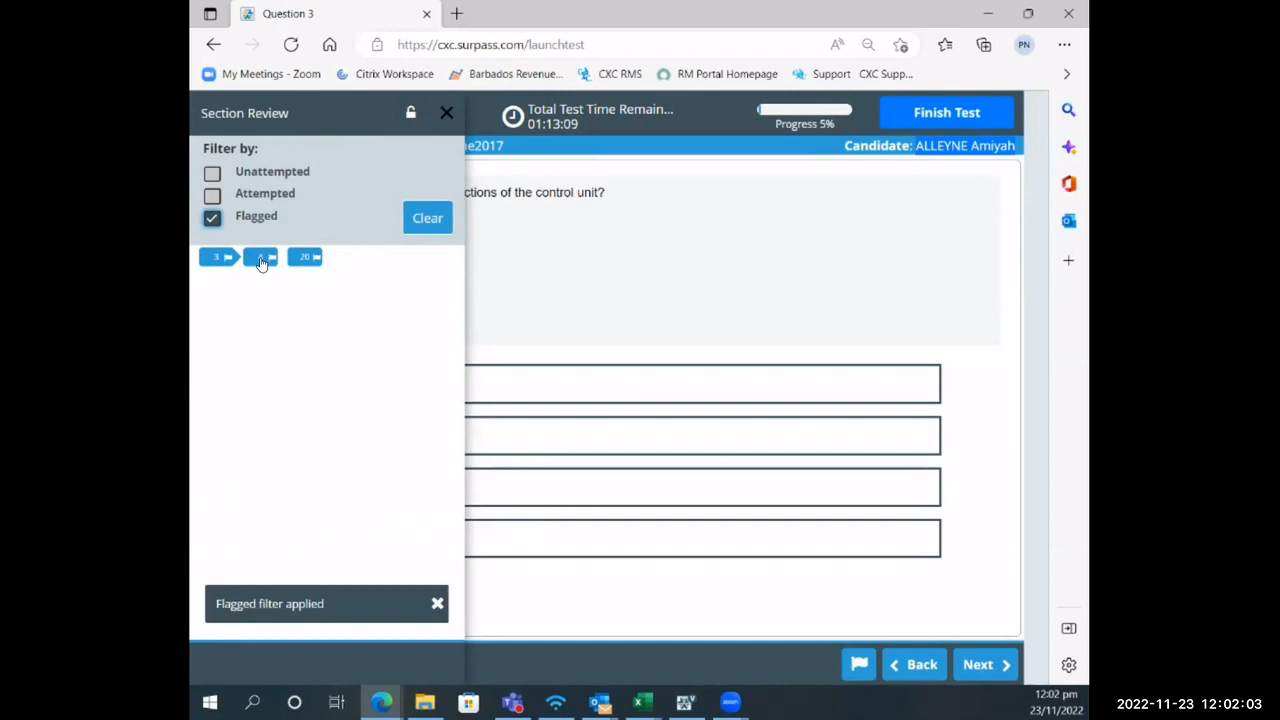 Question 3
https://cxc.surpass.com/launchtest
PN
My Meetings - Zoom
Citrix Workspace
Barbados Revenue...
CXC RMS
RM Portal Homepage
Support
CXC Supp...
Section Review
Total Test Time Remain...
01:13:09
Progress 5%
Finish Test
Filter by:
e2017
Candidate: ALLEYNE Amiyah
Unattempted
Attempted
Flagged
Clear
ctions of the control unit?
3
20
Flagged filter applied
Back
Next
zoom
12:02 pm
23/11/2022
2022-11-23 12:02:03